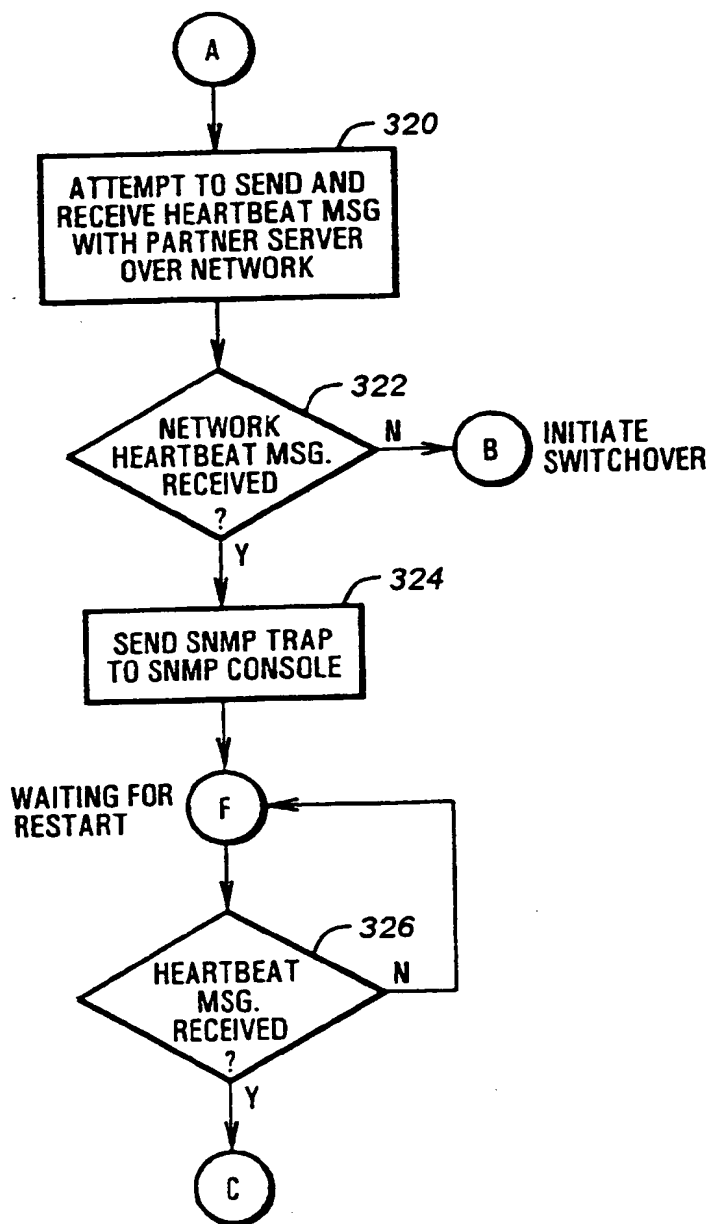 A
320
ATTEMPT TO SEND AND
RECEIVE HEARTBEAT MSG
WITH PARTNER SERVER
OVER NETWORK
322
NETWORK
HEARTBEAT MSG.
RECEIVED
?
N
B
INITIATE
SWITCHOVER
Y
324
SEND SNMP TRAP
TO SNMP CONSOLE
WAITING FOR
RESTART
F
326
HEARTBEAT
MSG.
RECEIVED
?
N
Y
C